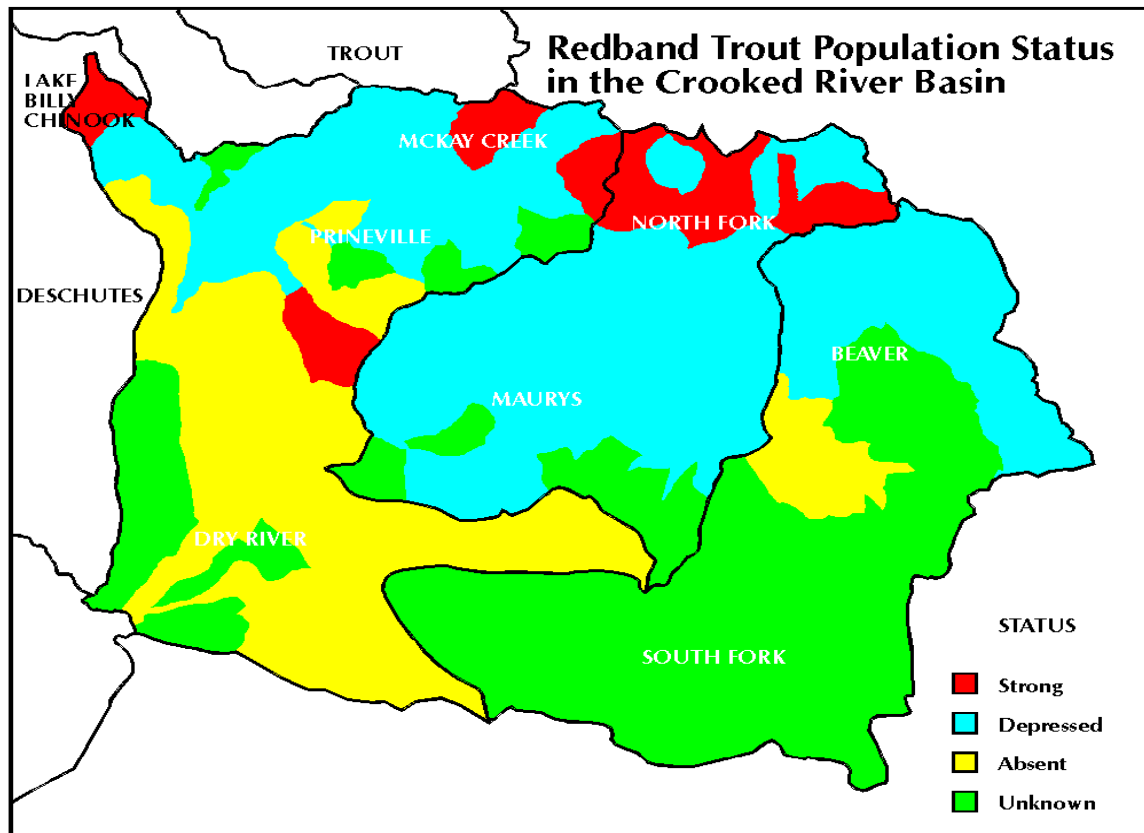 Redband Trout Population Status
in the Crooked River Basin
TROUT
LAKE
BILLY
CHINOOK
MCKAY CREEK
NORTH FORK
PRINEVILLE
DESCHUTES
BEAVER
MAURYS
DRY RIVER
SOUTH FORK
STATUS
Strong
Depressed
Absent
Unknown